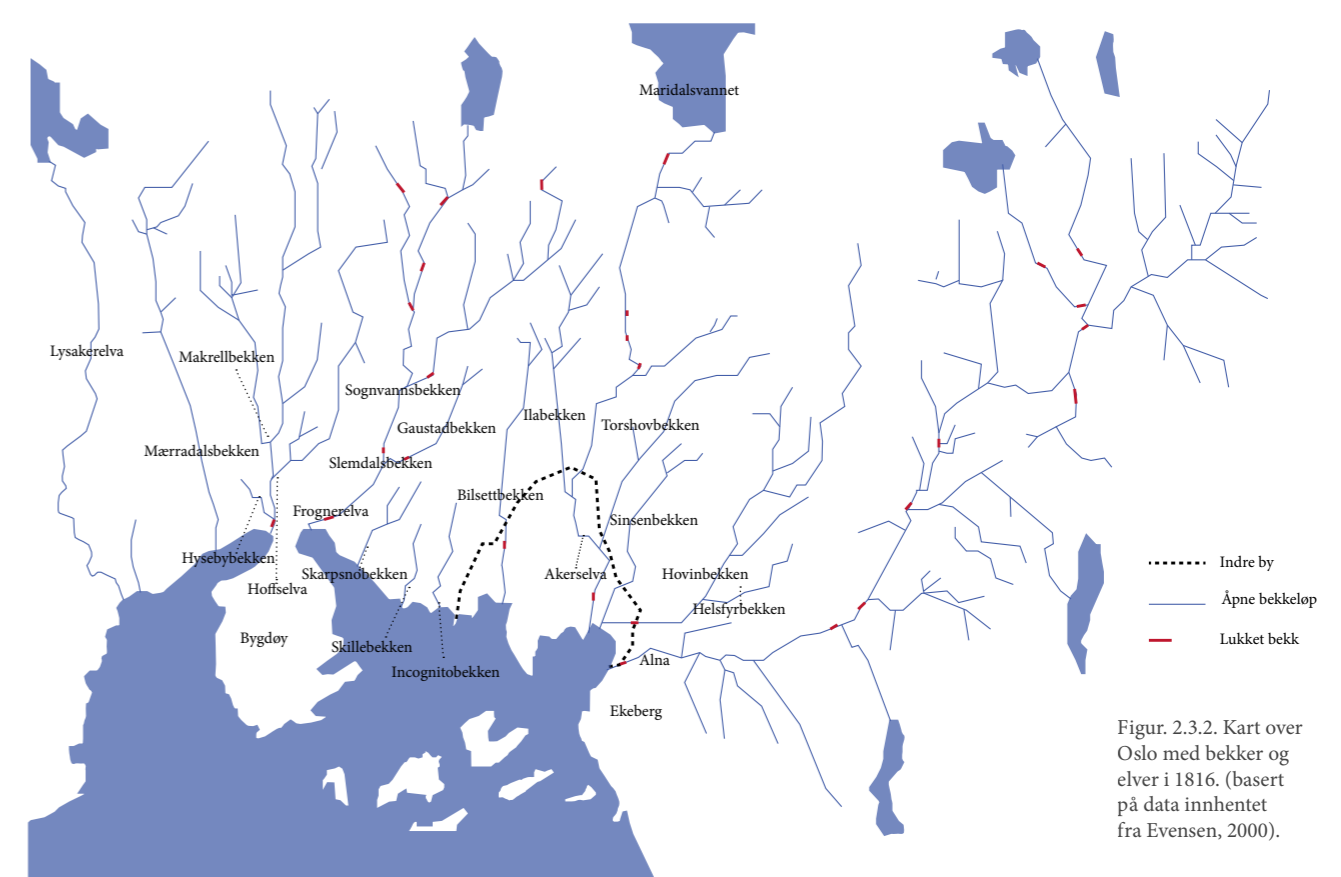 Maridalsvannet
Lysakerelva
Makrellbekken
Sognvannsbekken
Ilabekken
Gaustadbekken
Torshovbekken
Mærradalsbekken
Slemdalsbekken
Bilsettbekken
Frognerelva
Sinsenbekken
Hysebybekken
Skarpsnobekken
Akerselva
Hovinbekken
Hoffselva
Helsfyrbekken
Bygdøy
Skillebekken
Incognitobekken
Alna
Ekeberg
Indre by
Åpne bekkeløp
Lukket bekk
Figur. 2.3.2. Kart over
Oslo med bekker og
elver i 1816. (basert
på data innhentet
fra Evensen, 2000).